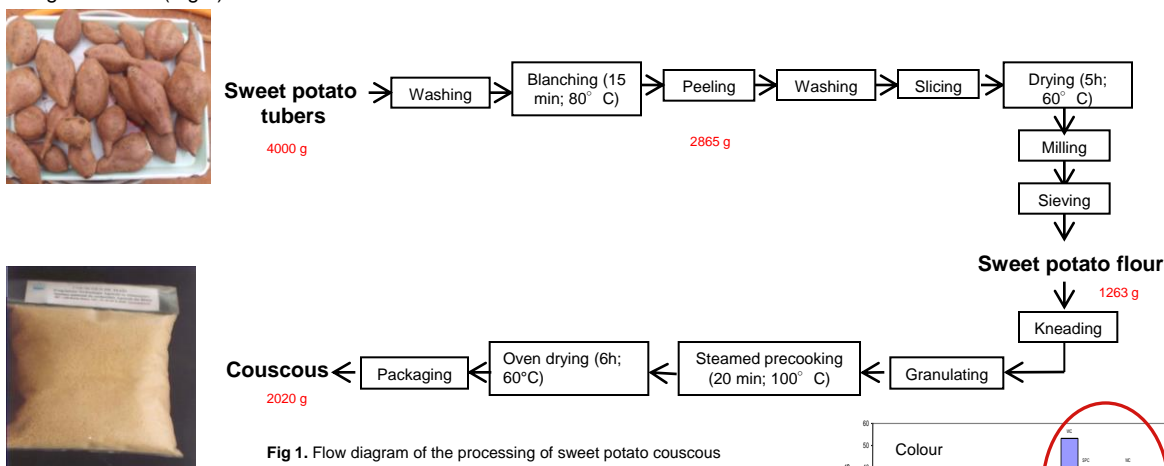 Sweet potato
tubers
4000 g
Washing
Blanching (15
min; 80° C)
Peeling
2865 g
Washing
Slicing
Drying (5h;
60° C)
Milling
Sieving
Sweet potato flour
1263 g
Kneading
Granulating
Steamed precooking
(20 min; 100° C)
Oven drying (6h;
60°C)
Packaging
Couscous
2020 g
Fig 1. Flow diagram of the processing of sweet potato couscous
60
50
Colour